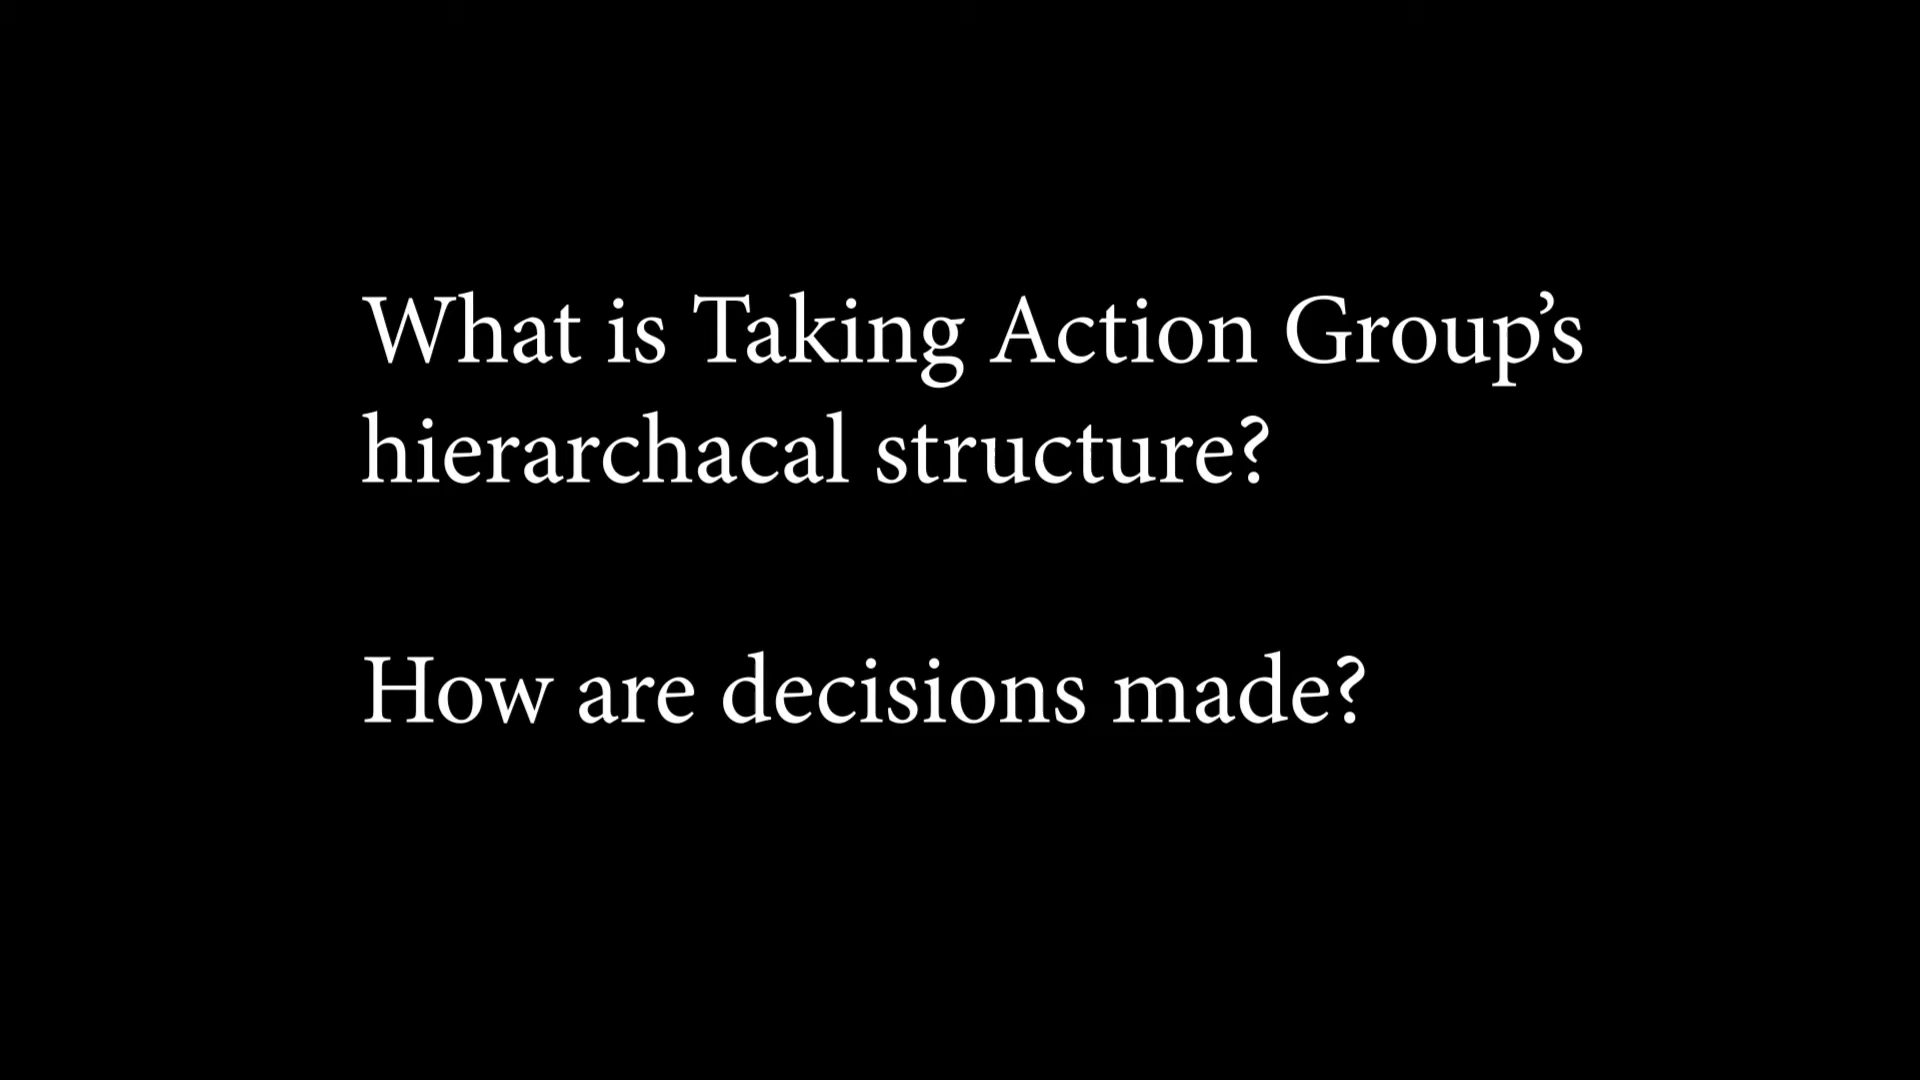 What is Taking Action Group’s
hierarchacal structure?
How are decisions made?